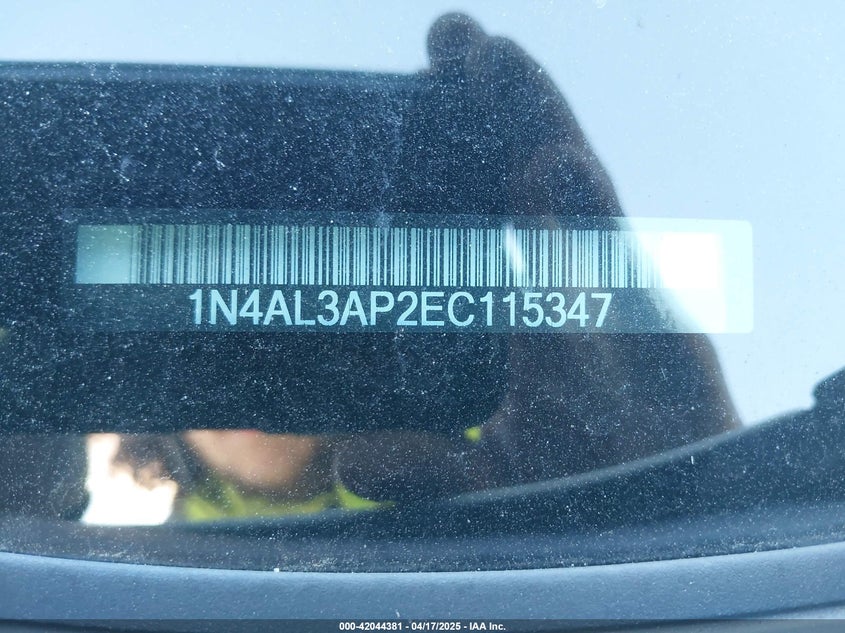 1N4AL3AP2EC115347
000-42044381 - 04/17/2025 - IAA Inc.